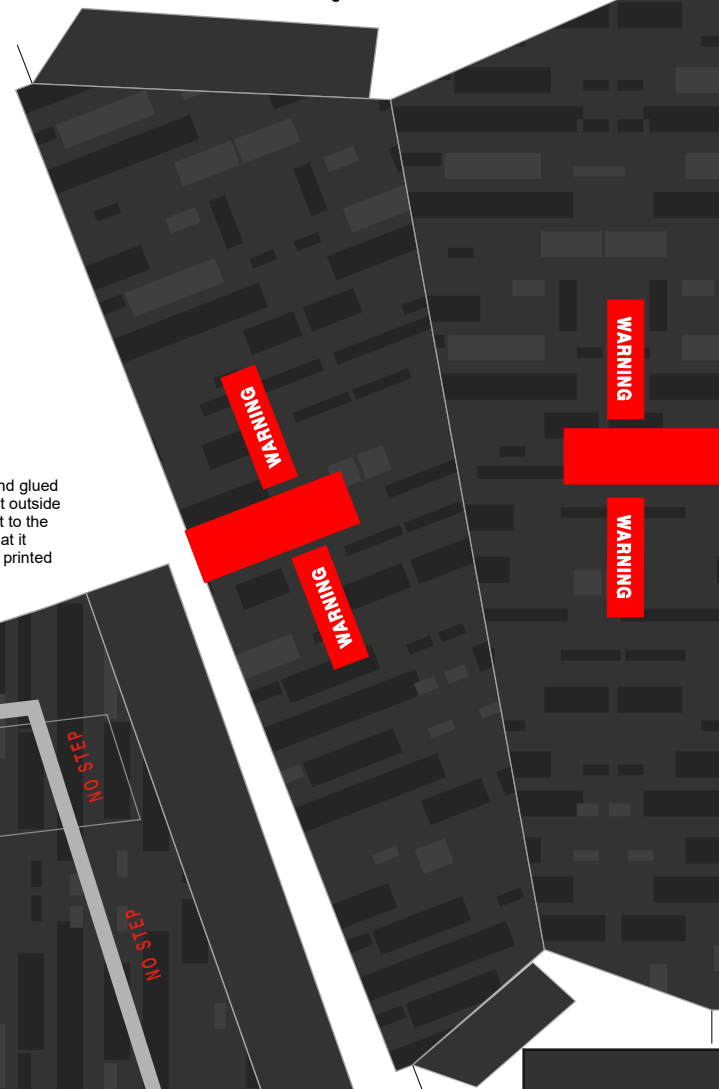 WARNING
WARNING
nd glued
t outside
t to the
at it
printed
WARNING
WARNING
NO STEP
NO STEP